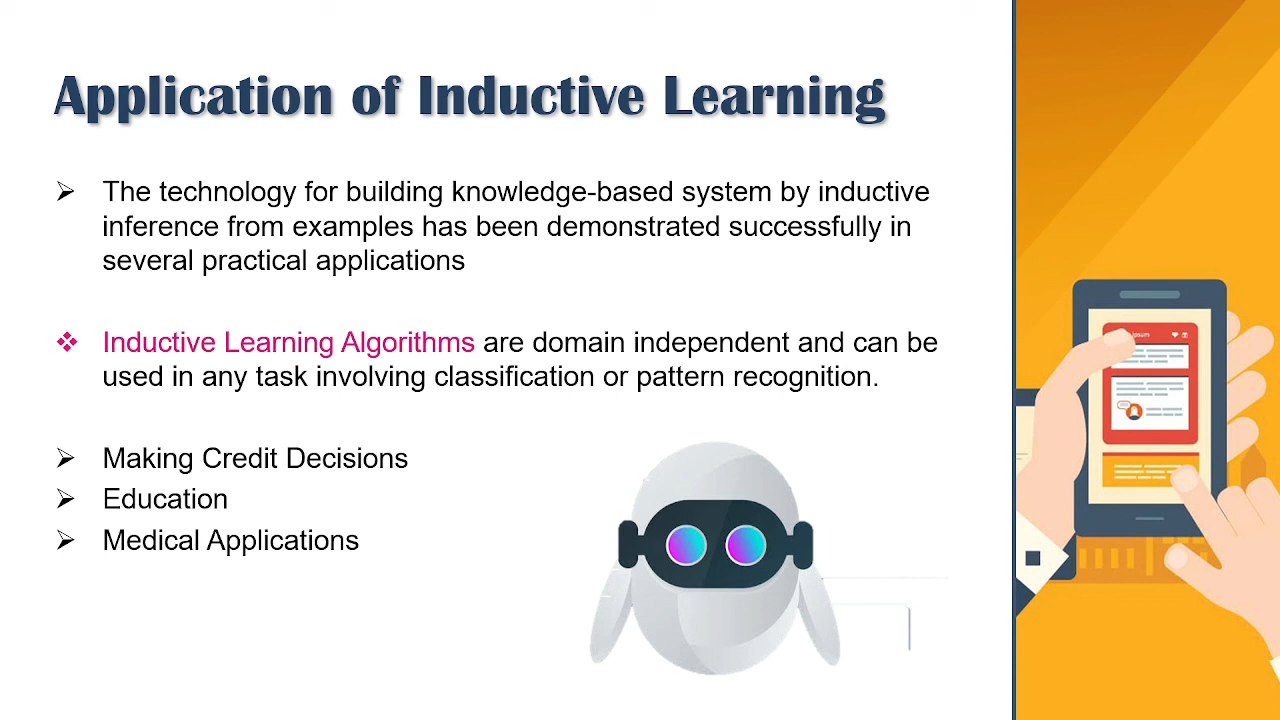 Application of Inductive Learning
The technology for building knowledge-based system by inductive
inference from examples has been demonstrated successfully in
several practical applications
Inductive Learning Algorithms are domain independent and can be
used in any task involving classification or pattern recognition.
Making Credit Decisions
Education
Medical Applications